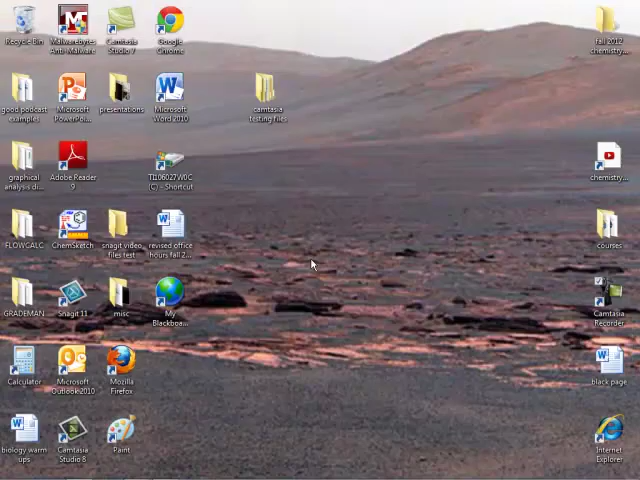 Recycle Bin
Malwarebytes
Anti-Malware
Camtasia
Studio 7
Google
Chrome
fall 2012
chemistry...
good podcast
examples
Microsoft
PowerPoi...
presentations
Microsoft
Word 2010
camtasia
testing files
graphical
analysis di...
Adobe Reader
9
TI106027W0C
(C) - Shortcut
chemistry...
FLOWCALC
ChemSketch
snagit video
files test
revised office
hours fall 2...
courses
GRADEMAN
Snagit 11
misc
My
Blackboa...
Camtasia
Recorder
Calculator
Microsoft
Outlook 2010
Mozilla
Firefox
black page
biology warm
ups
Camtasia
Studio 8
Paint
Internet
Explorer